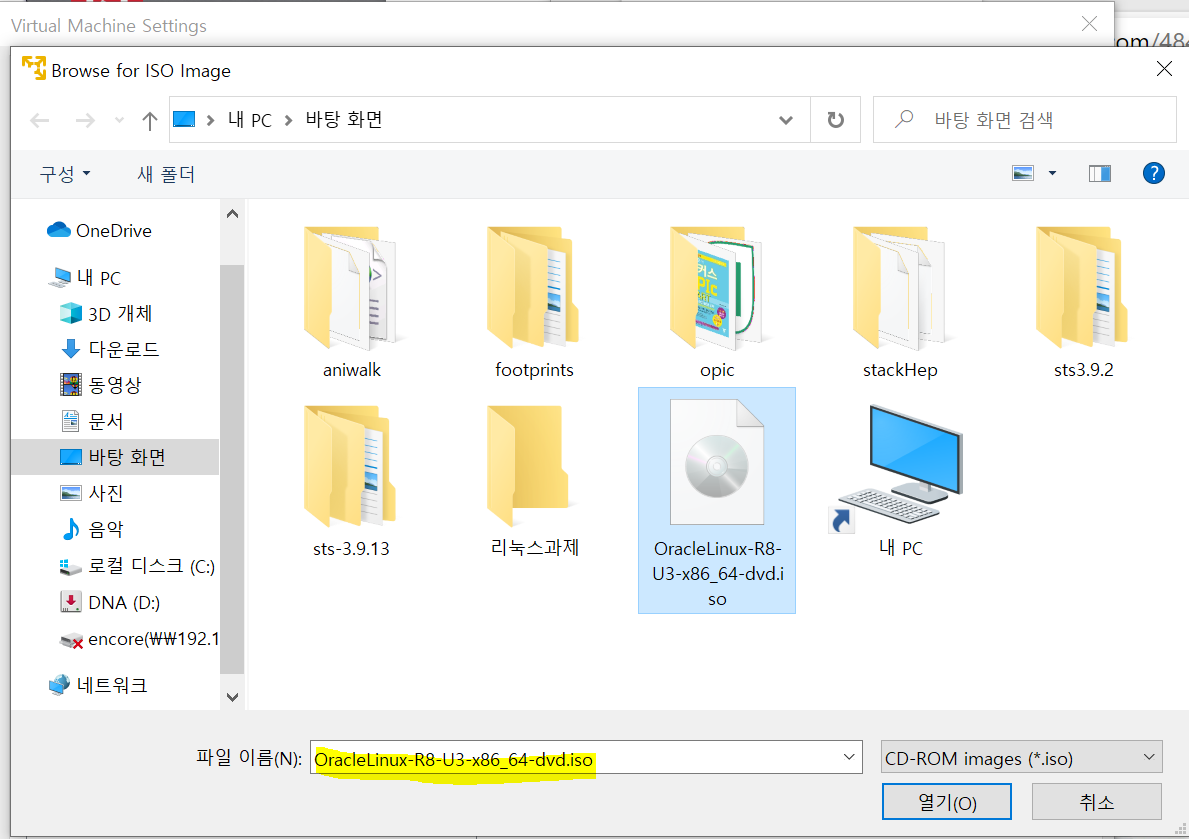 Virtual Machine Settings
om/484
Browse for ISO Image
내 PC
바탕 화면
바탕 화면 검색
구성
새 폴더
?
OneDrive
내 PC
3D 개체
다운로드
동영상
문서
바탕 화면
사진
음악
로컬 디스크 (C:)
DNA (D:)
encore(₩₩192.1
네트워크
aniwalk
footprints
opic
stackHep
sts3.9.2
sts-3.9.13
리눅스과제
OracleLinux-R8-
U3-x86_64-dvd.i
so
내 PC
파일 이름(N):
OracleLinux-R8-U3-x86_64-dvd.iso
CD-ROM images (*.iso)
열기(O)
취소